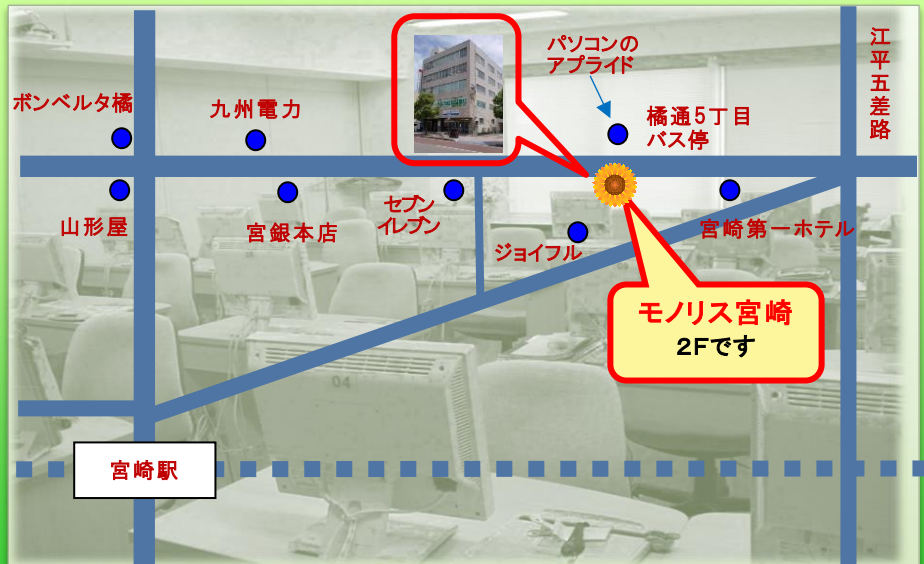 パソコンの
アプライド
江平五差路
ボンベルタ橘
九州電力
橘通5丁目
バス停
山形屋
宮銀本店
セブン
イレブン
ジョイフル
宮崎第一ホテル
モノリス宮崎
2Fです
04
宮崎駅